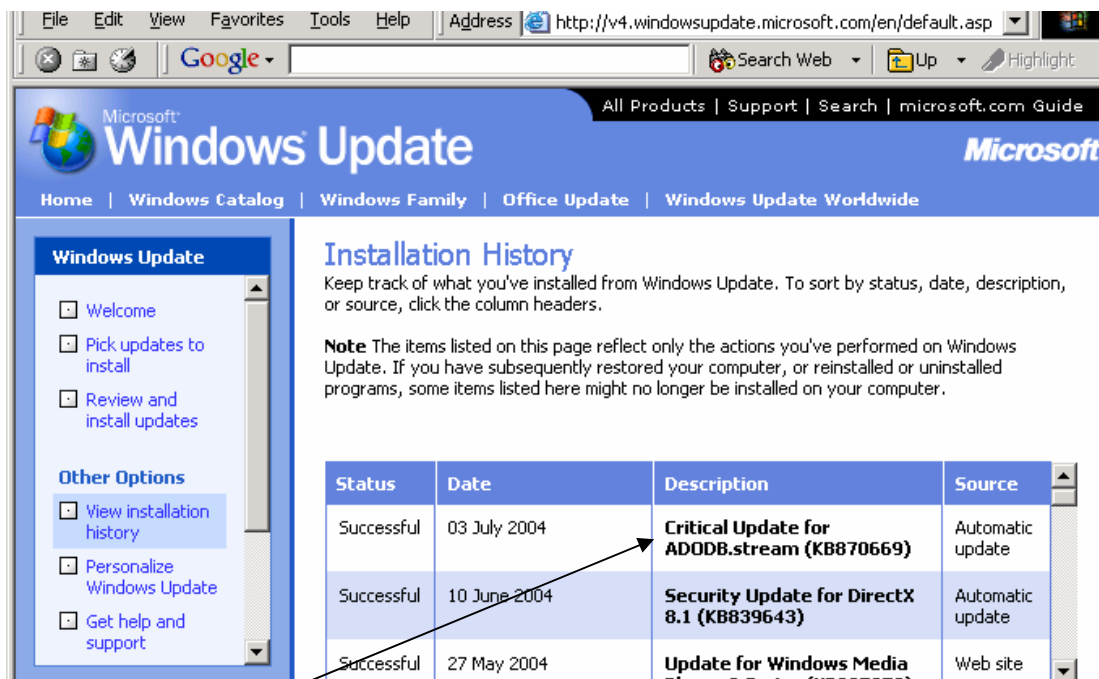 File Edit View Favorites Tools Help Address http://v4.windowsupdate.microsoft.com/en/default.asp
Google Search Web Up Highlight
All Products | Support | Search | microsoft.com Guide
Microsoft
Windows Update
Microsoft
Home | Windows Catalog | Windows Family | Office Update | Windows Update Worldwide
Windows Update
Welcome
Pick updates to
install
Review and
install updates
Other Options
View installation
history
Personalize
Windows Update
Get help and
support
Installation History
Keep track of what you've installed from Windows Update. To sort by status, date, description,
or source, click the column headers.
Note The items listed on this page reflect only the actions you've performed on Windows
Update. If you have subsequently restored your computer, or reinstalled or uninstalled
programs, some items listed here might no longer be installed on your computer.
Status Date Description Source
Successful 03 July 2004 Critical Update for Automatic
ADODB.stream (KB870669) update
Successful 10 June 2004 Security Update for DirectX Automatic
8.1 (KB839643) update
Successful 27 May 2004 Update for Windows Media Web site